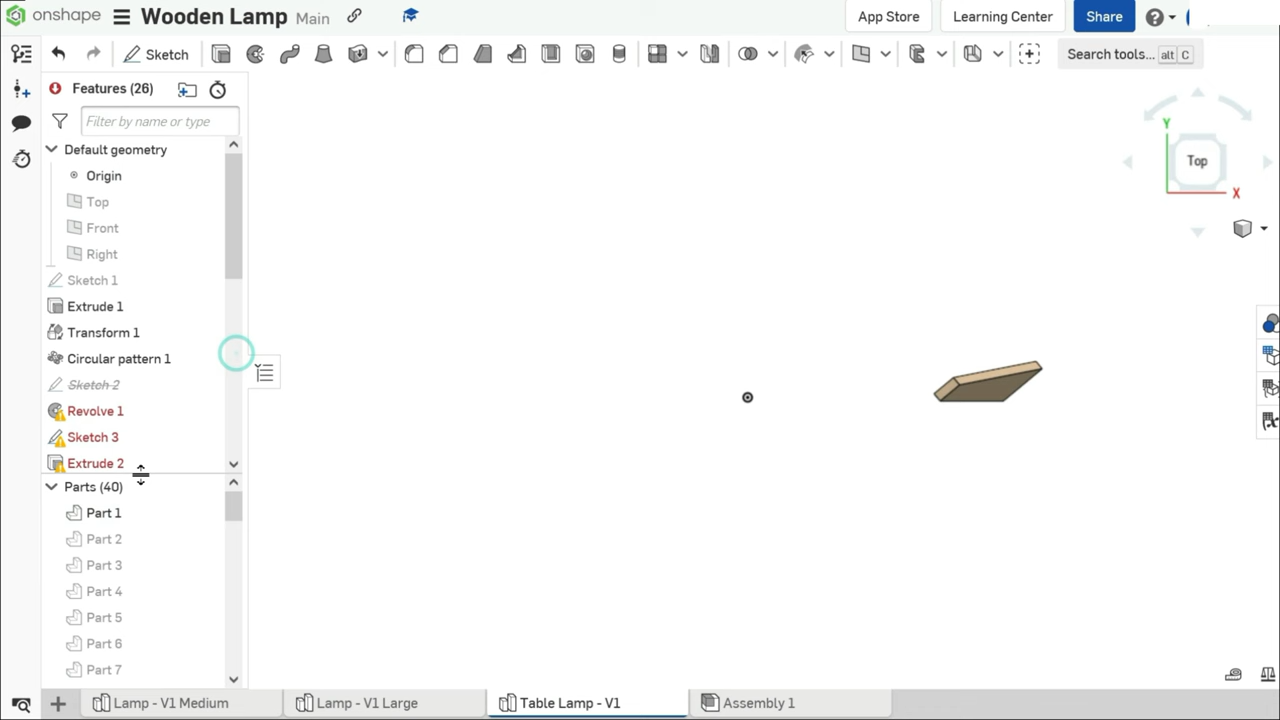 onshape Wooden Lamp Main App Store Learning Center Share
Sketch Search tools... alt C
Features (26)
Filter by name or type
Default geometry
Origin
Top
Front
Right
Sketch 1
Extrude 1
Transform 1
Circular pattern 1
Sketch 2
Revolve 1
Sketch 3
Extrude 2
Parts (40)
Part 1
Part 2
Part 3
Part 4
Part 5
Part 6
Part 7
Y
Top
X
Lamp - V1 Medium Lamp - V1 Large Table Lamp - V1 Assembly 1